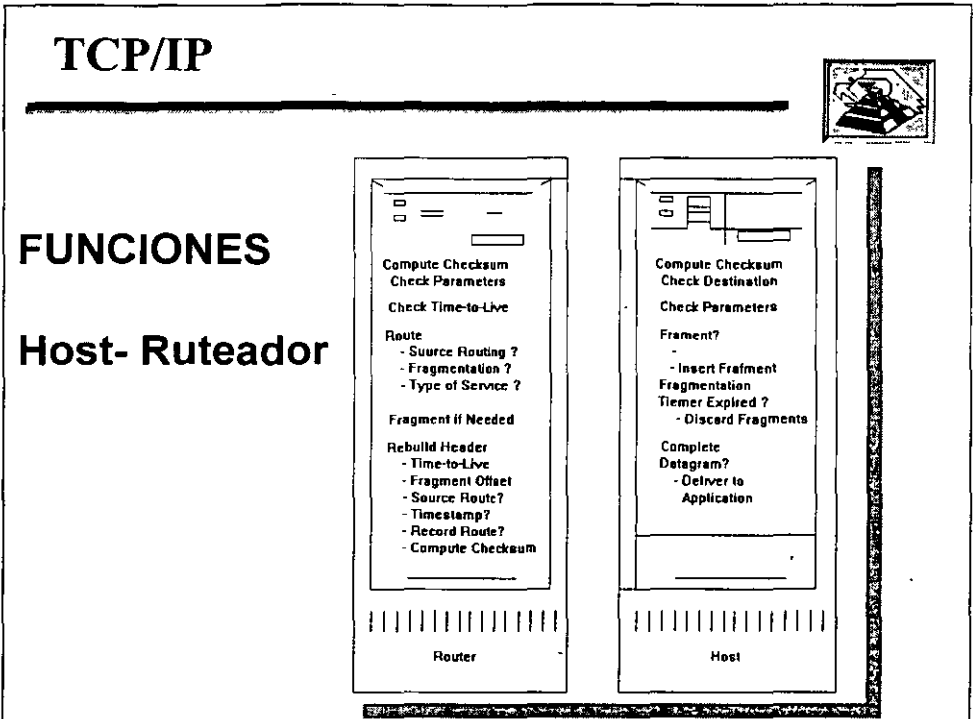 TCP/IP
FUNCIONES
Host- Ruteador
Compute Checksum
Check Parameters
Check Time-to-Live
Route
- Suurce Routing ?
- Fragmentation ?
- Type of Service ?
Fragment if Needed
Rebuild Header
- Time-to-Live
- Fragment Offset
- Source Route?
- Timestamp?
- Record Route?
- Compute Checksum
Router
Compute Checksum
Check Destination
Check Parameters
Frament?
-
- Insert Frafment
Fragmentation
Tiemer Expired ?
- Discard Fragments
Complete
Datagram?
- Deliver to
Application
Host